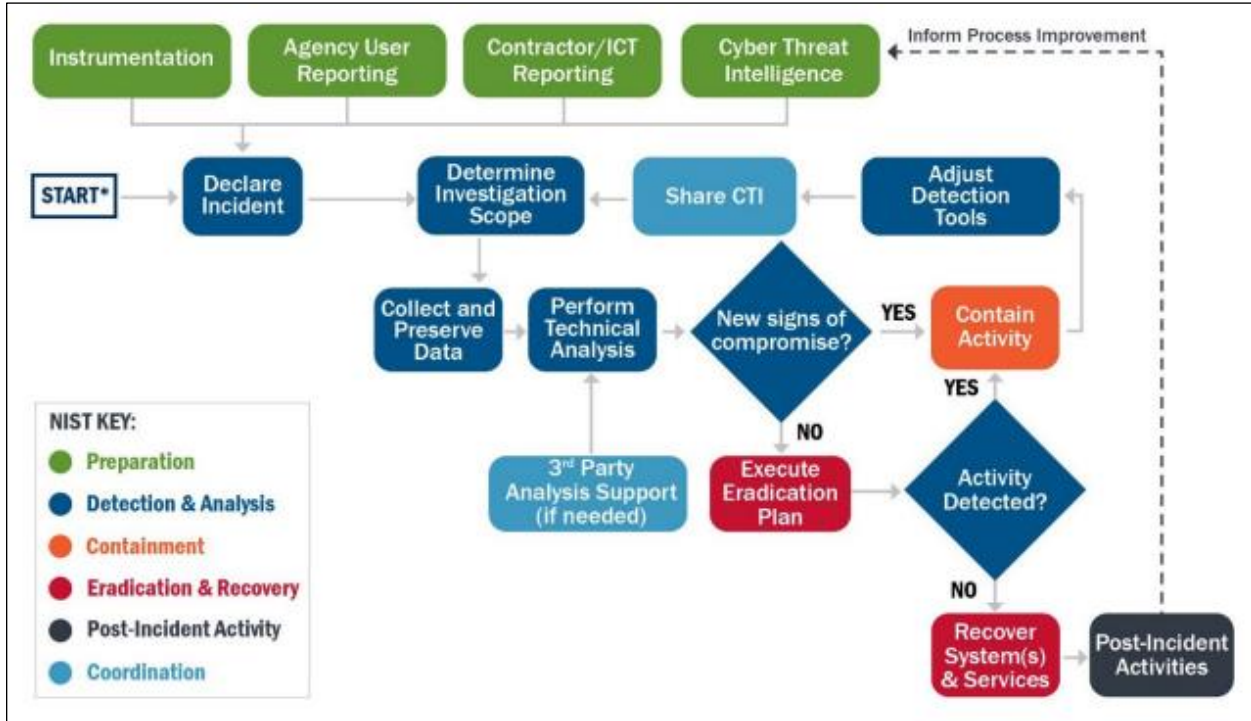 Instrumentation
Agency User
Reporting
Contractor/ICT
Reporting
Cyber Threat
Intelligence
Inform Process Improvement
START*
Declare
Incident
Determine
Investigation
Scope
Share CTI
Adjust
Detection
Tools
Collect and
Preserve
Data
Perform
Technical
Analysis
New signs of
compromise?
YES
Contain
Activity
YES
NO
3rd Party
Analysis Support
(if needed)
Execute
Eradication
Plan
Activity
Detected?
NO
Recover
System(s)
& Services
Post-Incident
Activities
NIST KEY:
Preparation
Detection & Analysis
Containment
Eradication & Recovery
Post-Incident Activity
Coordination